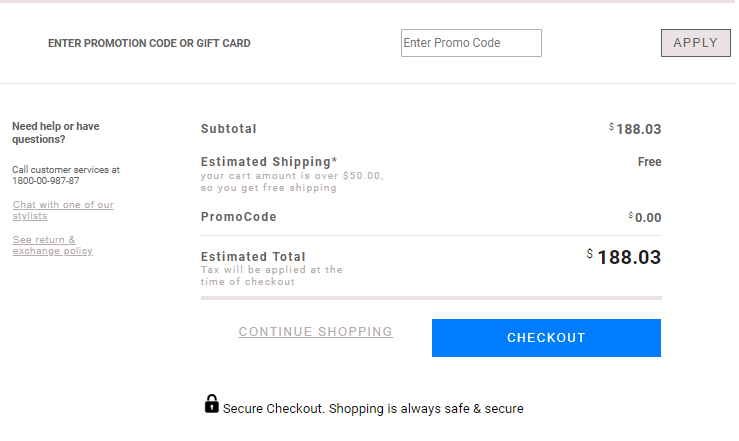 ENTER PROMOTION CODE OR GIFT CARD
Enter Promo Code
APPLY
Need help or have
questions?
Call customer services at
1800-00-987-87
Chat with one of our
stylists
See return &
exchange policy
Subtotal $188.03
Estimated Shipping* Free
your cart amount is over $50.00,
so you get free shipping
PromoCode $0.00
Estimated Total $188.03
Tax will be applied at the
time of checkout
CONTINUE SHOPPING
CHECKOUT
Secure Checkout. Shopping is always safe & secure